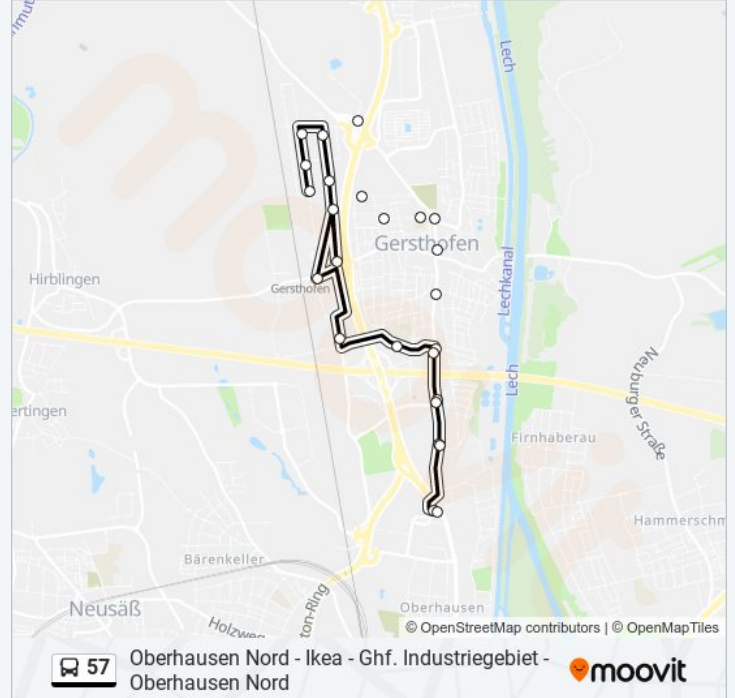 Lech
Gersthofen
Hirblingen
Gersthofen
Lechkanal
Lech
Neuburger Straße
ertingen
Firnhaberau
Hammerschm
Bärenkeller
Neusäß
Oberhausen
Holzweg
ton-Ring
© OpenStreetMap contributors | © OpenMapTiles
57
Oberhausen Nord - Ikea - Ghf. Industriegebiet -
Oberhausen Nord
moovit